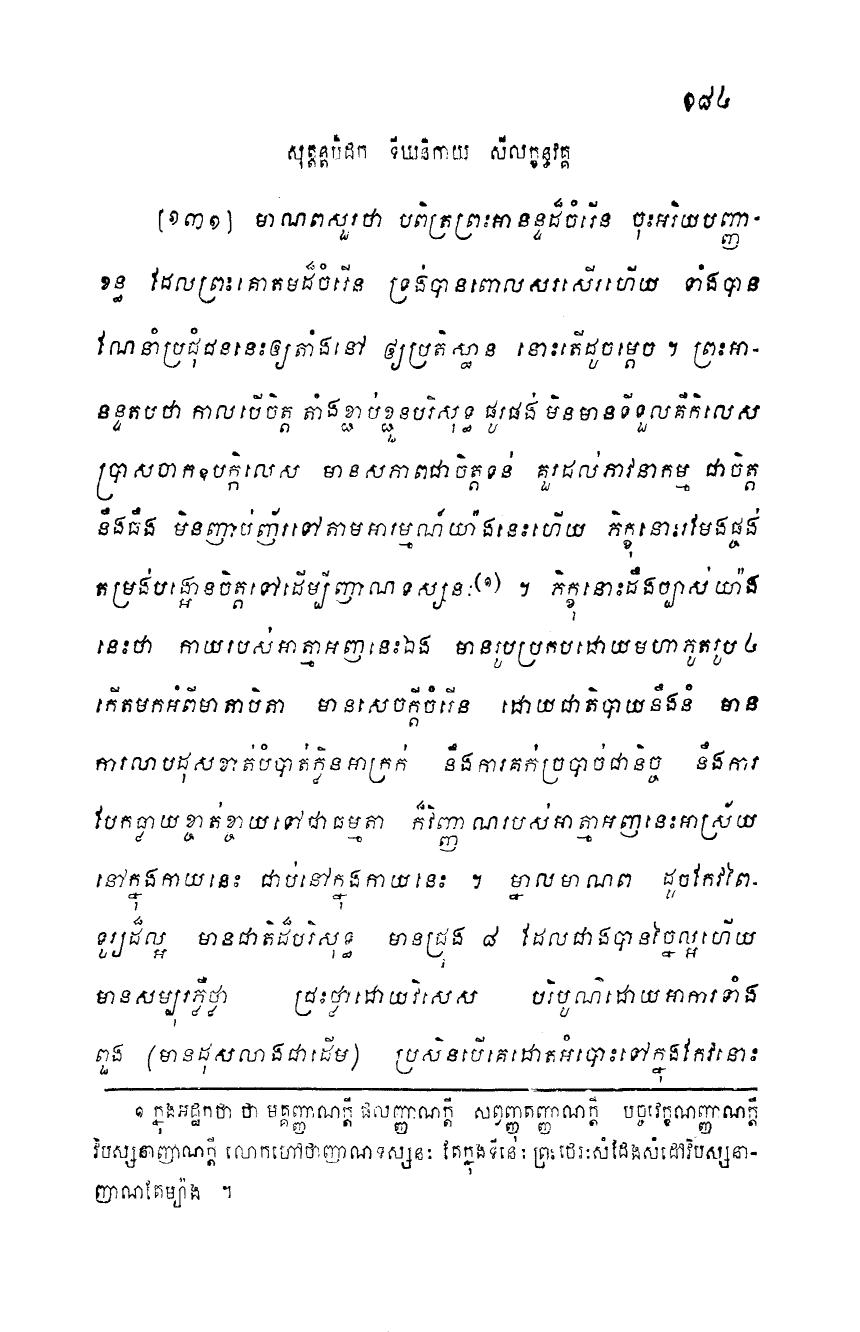 ១៨៤
សុត្តន្តបិដក ទីឃនិកាយ សីលក្ខន្ធវគ្គ
[១៣១] មាណពសួរថា បពិត្រព្រះអានន្ទដ៏ចំរើន ចុះអរិយបញ្ញា-
ខន្ធ ដែលព្រះគោតមដ៏ចំរើន ទ្រង់បានពោលសរសើរហើយ ទាំងបាន
ណែនាំប្រជុំជននេះឲ្យតាំងនៅ ឲ្យប្រតិស្ឋាន នោះតើដូចម្តេច ។ ព្រះអា-
នន្ទតបថា កាលបើចិត្ត តាំងខ្ជាប់ខ្ជួនបរិសុទ្ធ ផូរផង់ មិនមានទីទួលគឺកិលេស
ប្រាសចាកឧបក្កិលេស មានសភាពជាចិត្តទន់ គួរដល់ភាវនាកម្ម ជាចិត្ត
នឹងធឹង មិនញាប់ញ័រទៅតាមអារម្មណ៍យ៉ាងនេះហើយ ភិក្ខុនោះរមែងផ្ចង់
តម្រង់បង្អោនចិត្តទៅដើម្បីញាណទស្សនៈ(១) ។ ភិក្ខុនោះដឹងច្បាស់យ៉ាង
នេះថា កាយរបស់អាត្មាអញនេះឯង មានរូបប្រកបដោយមហាភូតរូប ៤
កើតមកអំពីមាតាបិតា មានសេចក្តីចំរើន ដោយជាតិបាយនឹងនំ មាន
ការលាបដុសខាត់បំបាត់ក្លិនអាក្រក់ នឹងការគក់ច្របាច់ជានិច្ច នឹងការ
បែកធ្លាយខ្ចាត់ខ្ចាយទៅជាធម្មតា ក៏វិញ្ញាណរបស់អាត្មាអញនេះអាស្រ័យ
នៅក្នុងកាយនេះ ជាប់នៅក្នុងកាយនេះ ។ ម្នាលមាណព ដូចកែវពៃ-
ទូរ្យដ៏ល្អ មានជាតិដ៏បរិសុទ្ធ មានជ្រុង ៨ ដែលជាងបានច្នៃល្អហើយ
មានសម្បុរភ្លឺថ្លា ជ្រះថ្លាដោយវិសេស បរិបូណ៌ដោយអាការទាំង
ពួង (មានដុសលាងជាដើម) ប្រសិនបើគេដោតអំបោះទៅក្នុងកែវនោះ
១ ក្នុងអដ្ឋកថា ថា មគ្គញ្ញាណក្តី ផលញ្ញាណក្តី សព្វញ្ញុតញ្ញាណក្តី បច្ចវេក្ខណញ្ញាណក្តី
វិបស្សនាញាណក្តី លោកហៅថាញាណទស្សនៈ តែក្នុងទីនេះ ព្រះថេរៈសំដែងសំដៅវិបស្សនា-
ញាណតែម្យ៉ាង ។